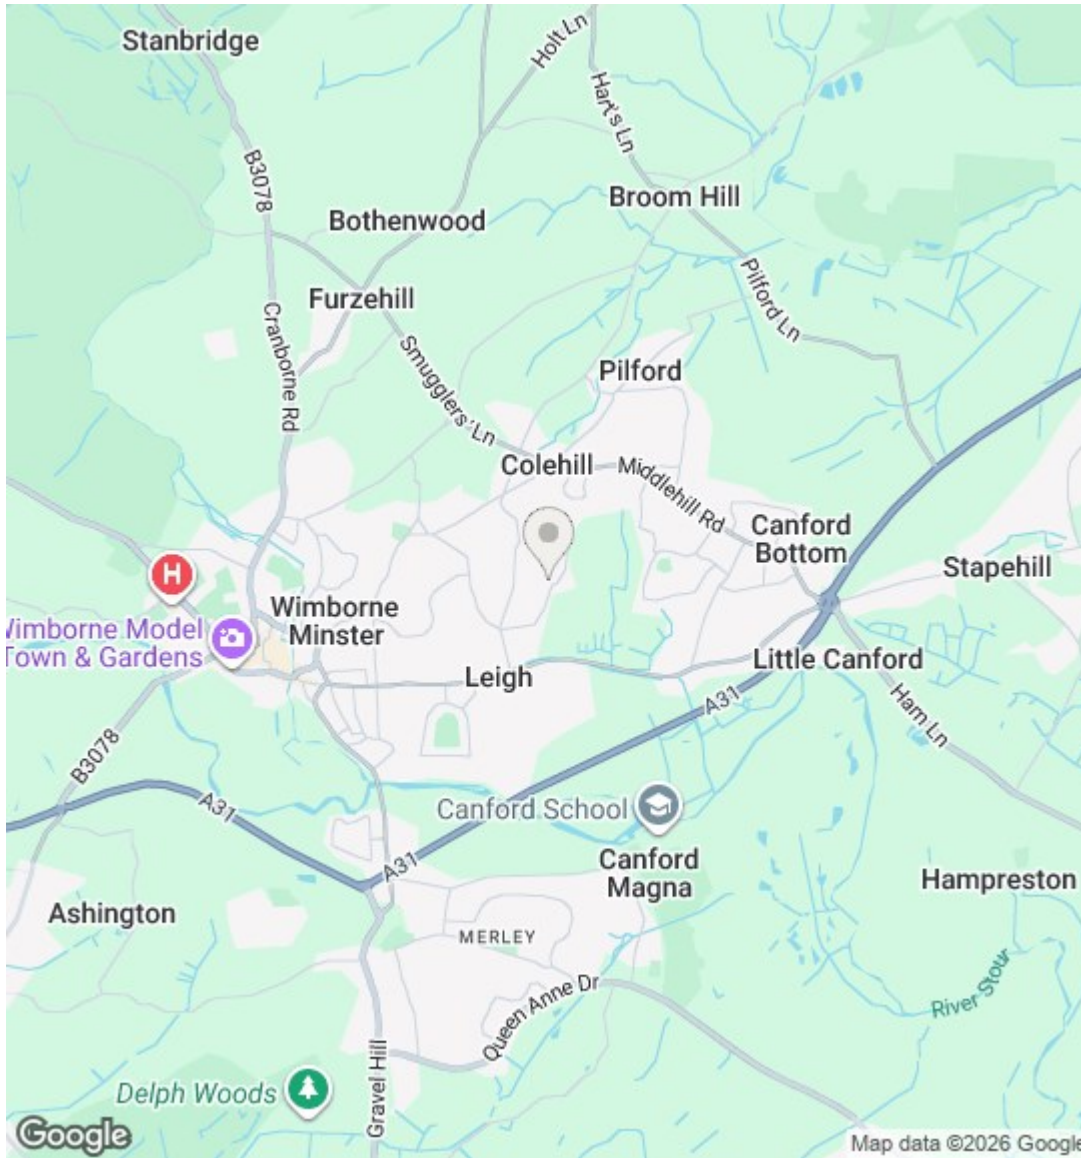 Stanbridge
Holt Ln
Hart's Ln
B3078
Broom Hill
Bothenwood
Pilford Ln
Furzehill
Cranborne Rd
Smugglers' Ln
Pilford
Colehill
Middlehill Rd
Canford
Bottom
Stapehill
H
Wimborne
Minster
Wimborne Model
Town & Gardens
Leigh
Little Canford
A31
Ham Ln
B3078
A31
Canford School
A31
Canford
Magna
Hampreston
Ashington
MERLEY
Queen Anne Dr
River Stour
Gravel Hill
Delph Woods
Google
Map data ©2026 Google